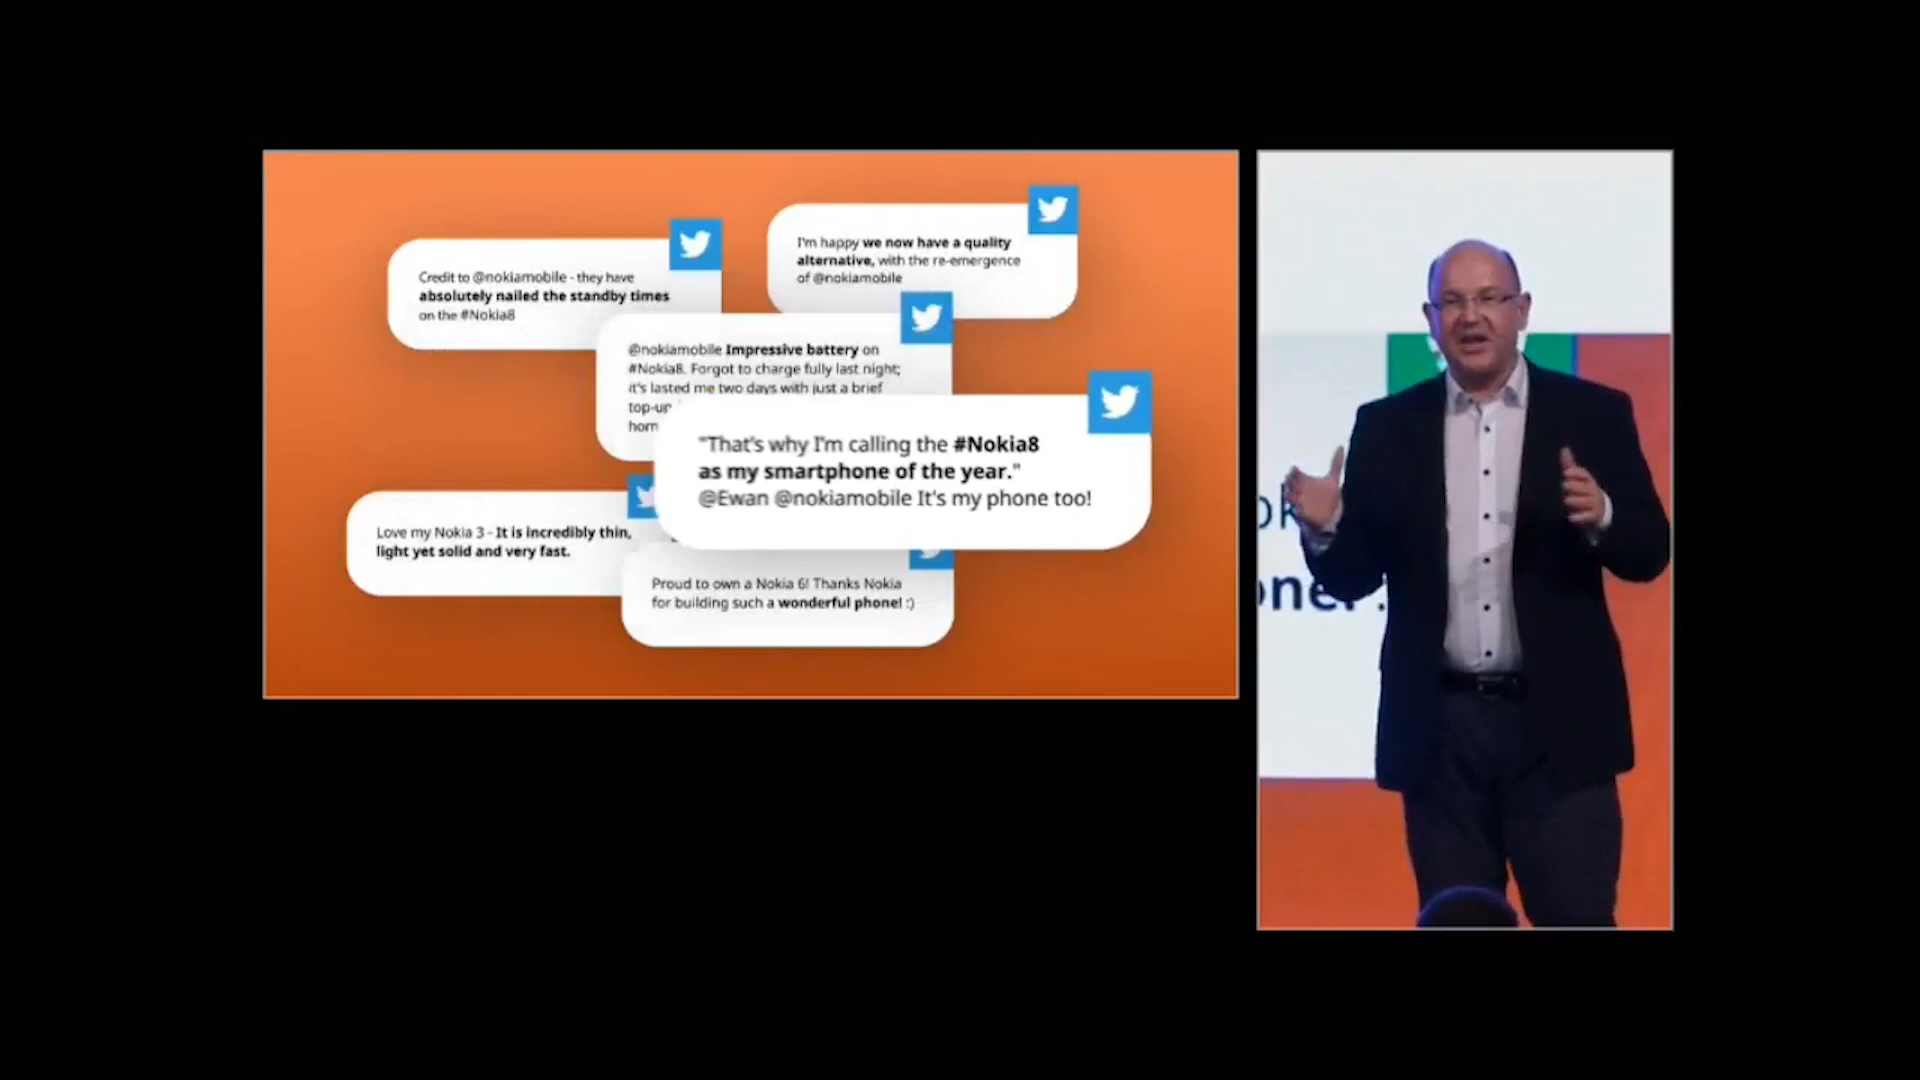 Credit to @nokiamobile - they have
absolutely nailed the standby times
on the #Nokia8
I'm happy we now have a quality
alternative, with the re-emergence
of @nokiamobile
@nokiamobile Impressive battery on
#Nokia8. Forgot to charge fully last night;
it's lasted me two days with just a brief
"That's why I'm calling the #Nokia8
as my smartphone of the year."
@Ewan @nokiamobile It's my phone too!
Love my Nokia 3 - It is incredibly thin,
light yet solid and very fast.
Proud to own a Nokia 6! Thanks Nokia
for building such a wonderful phone! :)